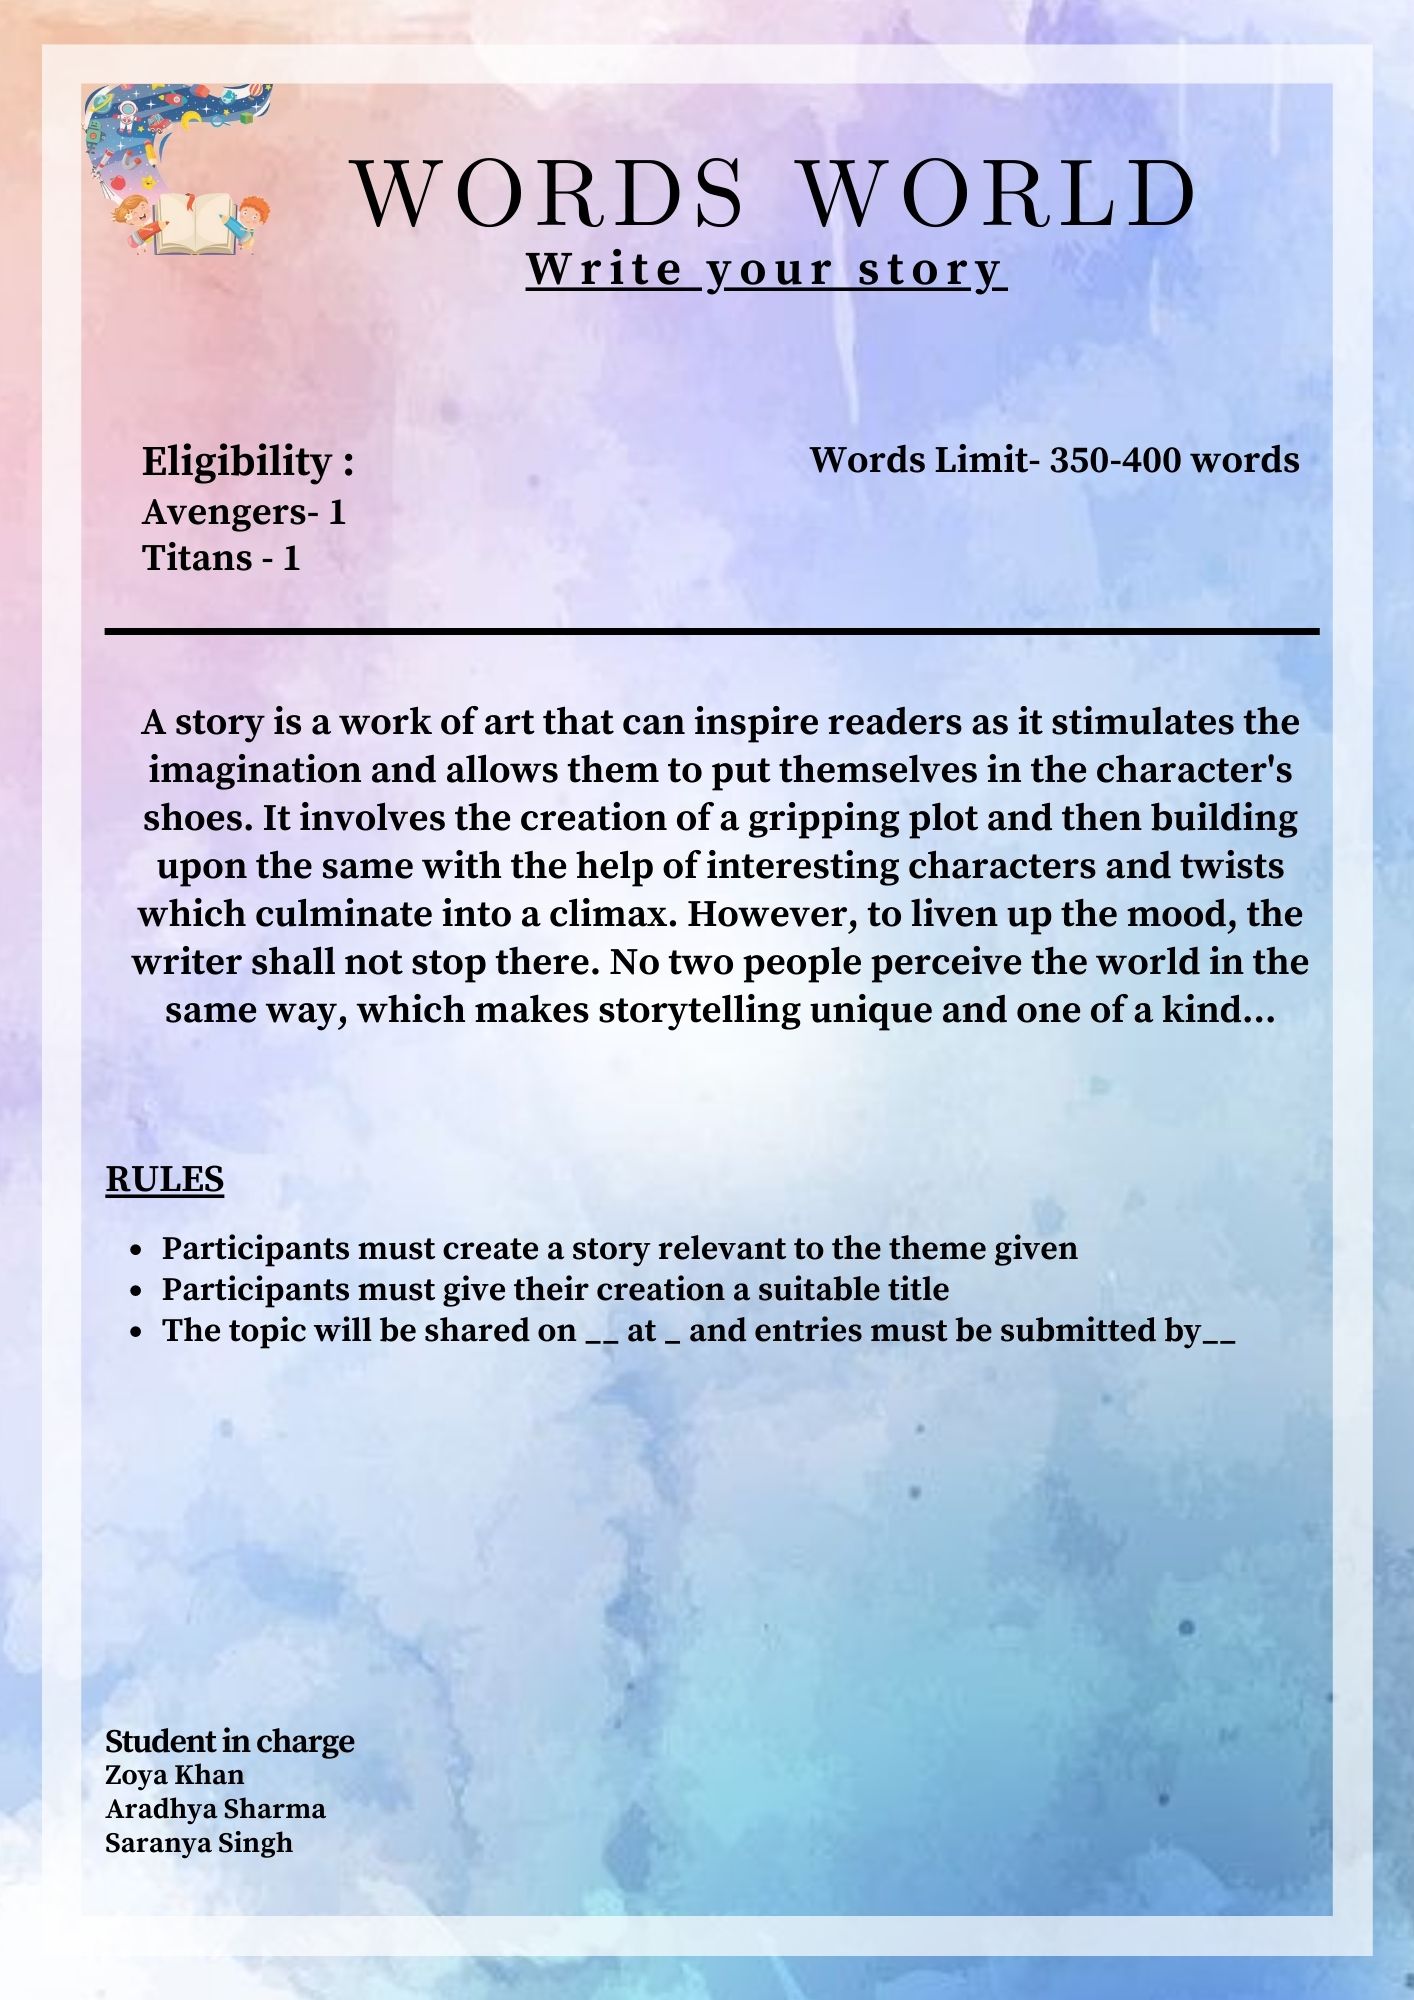 WORDS WORLD
Write your story
Eligibility :
Avengers- 1
Titans - 1
Words Limit- 350-400 words
A story is a work of art that can inspire readers as it stimulates the
imagination and allows them to put themselves in the character's
shoes. It involves the creation of a gripping plot and then building
upon the same with the help of interesting characters and twists
which culminate into a climax. However, to liven up the mood, the
writer shall not stop there. No two people perceive the world in the
same way, which makes storytelling unique and one of a kind...
RULES
• Participants must create a story relevant to the theme given
• Participants must give their creation a suitable title
• The topic will be shared on __ at _ and entries must be submitted by__
Student in charge
Zoya Khan
Aradhya Sharma
Saranya Singh